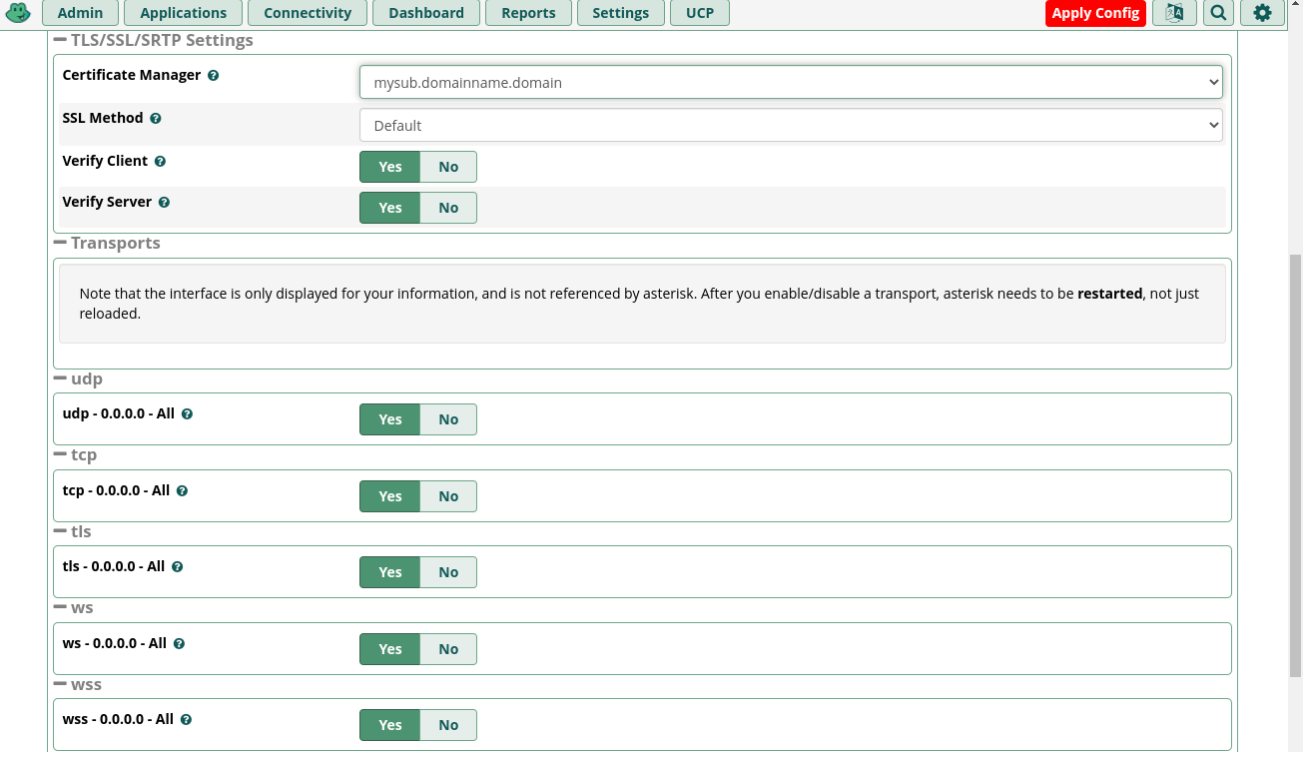 Admin Applications Connectivity Dashboard Reports Settings UCP Apply Config
TLS/SSL/SRTP Settings
Certificate Manager mysub.domainname.domain
SSL Method Default
Verify Client Yes No
Verify Server Yes No
Transports
Note that the interface is only displayed for your information, and is not referenced by asterisk. After you enable/disable a transport, asterisk needs to be restarted, not just
reloaded.
udp
udp - 0.0.0.0 - All Yes No
tcp
tcp - 0.0.0.0 - All Yes No
tls
tls - 0.0.0.0 - All Yes No
ws
ws - 0.0.0.0 - All Yes No
wss
wss - 0.0.0.0 - All Yes No